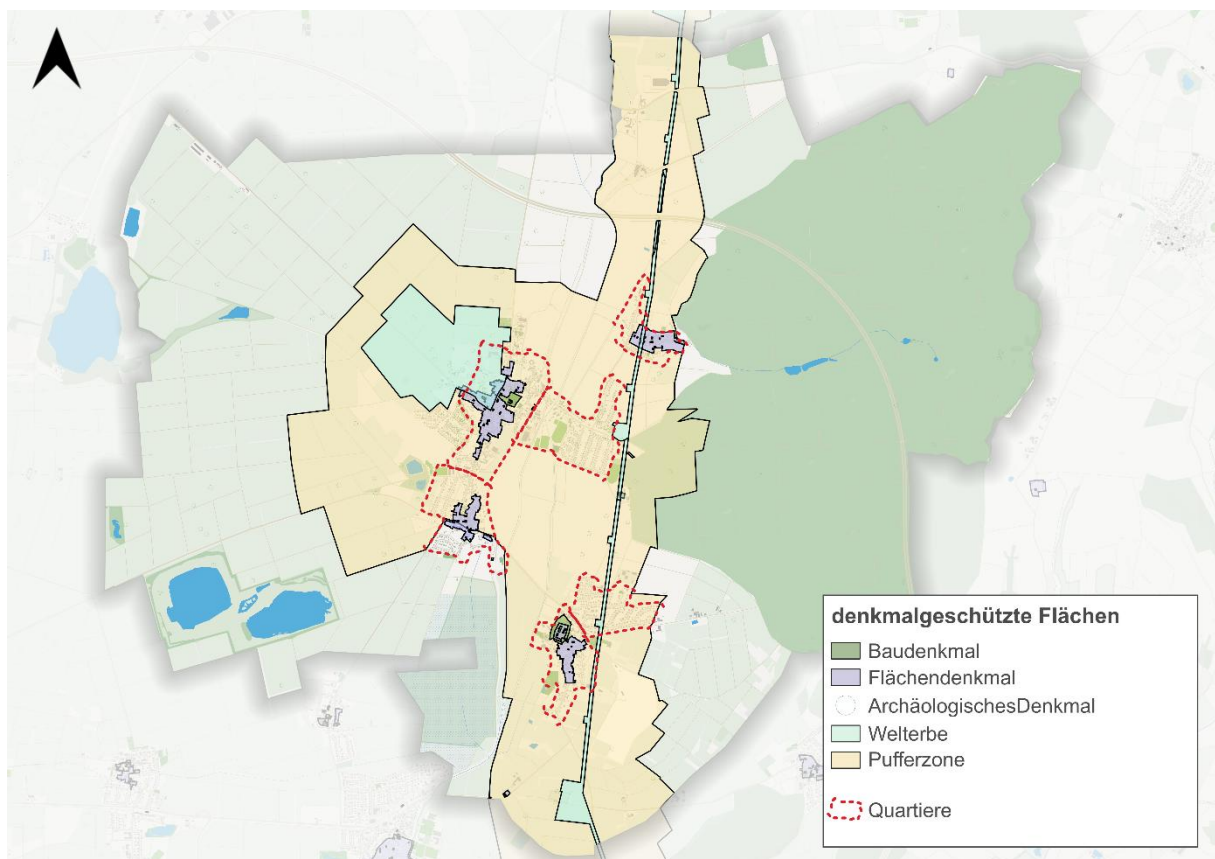 denkmalgeschützte Flächen
Baudenkmal
Flächendenkmal
ArchäologischesDenkmal
Welterbe
Pufferzone
Quartiere